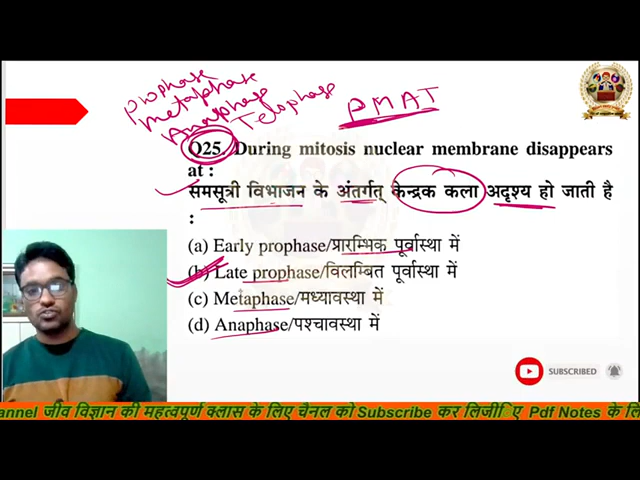 Prophase
Metaphase
Anaphase
Telophase
PMAT
Q25. During mitosis nuclear membrane disappears
at :
समसूत्री विभाजन के अंतर्गत् केन्द्रक कला अदृश्य हो जाती है
:
(a) Early prophase/प्रारम्भिक पूर्वास्था में
(b) Late prophase/विलम्बित पूर्वास्था में
(c) Metaphase/मध्यावस्था में
(d) Anaphase/पश्चावस्था में
SUBSCRIBED
annel जीव विज्ञान की महत्वपूर्ण क्लास के लिए चैनल को Subscribe कर लिजीिए Pdf Notes के लि